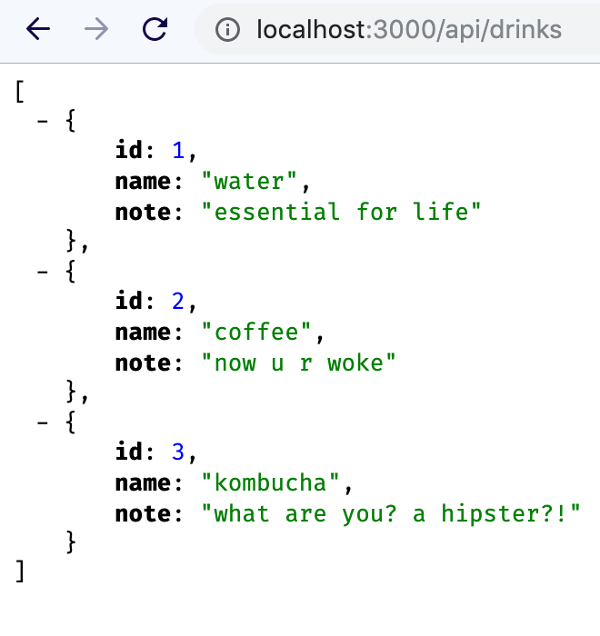 localhost:3000/api/drinks
[
- {
id: 1,
name: "water",
note: "essential for life"
},
- {
id: 2,
name: "coffee",
note: "now u r woke"
},
- {
id: 3,
name: "kombucha",
note: "what are you? a hipster?!"
}
]